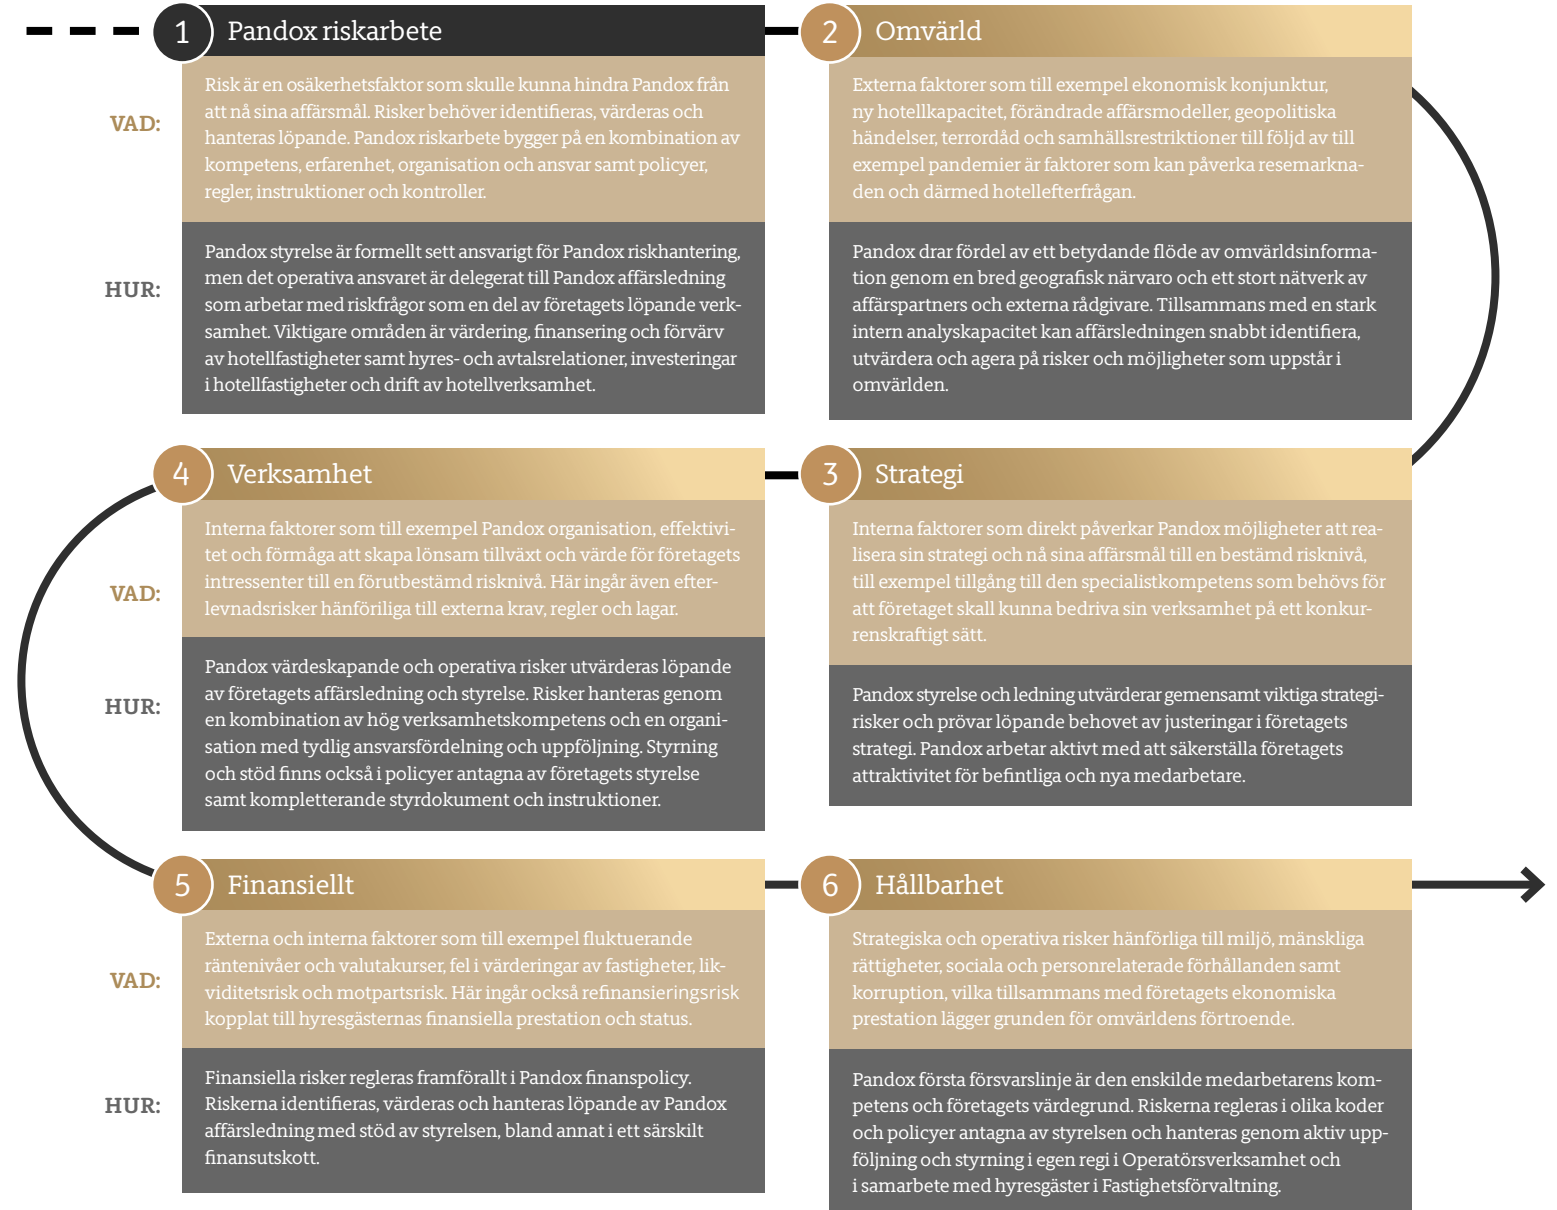 1 Pandox riskarbete
VAD:
Risk är en osäkerhetsfaktor som skulle kunna hindra Pandox från
att nå sina affärsmål. Risker behöver identifieras, värderas och
hanteras löpande. Pandox riskarbete bygger på en kombination av
kompetens, erfarenhet, organisation och ansvar samt policyer,
regler, instruktioner och kontroller.
HUR:
Pandox styrelse är formellt sett ansvarigt för Pandox riskhantering,
men det operativa ansvaret är delegerat till Pandox affärsledning
som arbetar med riskfrågor som en del av företagets löpande verk-
samhet. Viktigare områden är värdering, finansering och förvärv
av hotellfastigheter samt hyres- och avtalsrelationer, investeringar
i hotellfastigheter och drift av hotellverksamhet.
2 Omvärld
Externa faktorer som till exempel ekonomisk konjunktur,
ny hotellkapacitet, förändrade affärsmodeller, geopolitiska
händelser, terrordåd och samhällsrestriktioner till följd av till
exempel pandemier är faktorer som kan påverka resemarkna-
den och därmed hotellefterfrågan.
Pandox drar fördel av ett betydande flöde av omvärldsinforma-
tion genom en bred geografisk närvaro och ett stort nätverk av
affärspartners och externa rådgivare. Tillsammans med en stark
intern analyskapacitet kan affärsledningen snabbt identifiera,
utvärdera och agera på risker och möjligheter som uppstår i
omvärlden.
3 Strategi
Interna faktorer som direkt påverkar Pandox möjligheter att rea-
lisera sin strategi och nå sina affärsmål till en bestämd risknivå,
till exempel tillgång till den specialistkompetens som behövs för
att företaget skall kunna bedriva sin verksamhet på ett konkur-
renskraftigt sätt.
Pandox styrelse och ledning utvärderar gemensamt viktiga strategi-
risker och prövar löpande behovet av justeringar i företagets
strategi. Pandox arbetar aktivt med att säkerställa företagets
attraktivitet för befintliga och nya medarbetare.
4 Verksamhet
VAD:
Interna faktorer som till exempel Pandox organisation, effektivi-
tet och förmåga att skapa lönsam tillväxt och värde för företagets
intressenter till en förutbestämd risknivå. Här ingår även efter-
levnadsrisker hänföriliga till externa krav, regler och lagar.
HUR:
Pandox värdeskapande och operativa risker utvärderas löpande
av företagets affärsledning och styrelse. Risker hanteras genom
en kombination av hög verksamhetskompetens och en organi-
sation med tydlig ansvarsfördelning och uppföljning. Styrning
och stöd finns också i policyer antagna av företagets styrelse
samt kompletterande styrdokument och instruktioner.
5 Finansiellt
VAD:
Externa och interna faktorer som till exempel fluktuerande
räntenivåer och valutakurser, fel i värderingar av fastigheter, lik-
viditetsrisk och motpartsrisk. Här ingår också refinansieringsrisk
kopplat till hyresgästernas finansiella prestation och status.
HUR:
Finansiella risker regleras framförallt i Pandox finanspolicy.
Riskerna identifieras, värderas och hanteras löpande av Pandox
affärsledning med stöd av styrelsen, bland annat i ett särskilt
finansutskott.
6 Hållbarhet
Strategiska och operativa risker hänförliga till miljö, mänskliga
rättigheter, sociala och personrelaterade förhållanden samt
korruption, vilka tillsammans med företagets ekonomiska
prestation lägger grunden för omvärldens förtroende.
Pandox första försvarslinje är den enskilde medarbetarens kom-
petens och företagets värdegrund. Riskerna regleras i olika koder
och policyer antagna av styrelsen och hanteras genom aktiv upp-
följning och styrning i egen regi i Operatörsverksamhet och
i samarbete med hyresgäster i Fastighetsförvaltning.